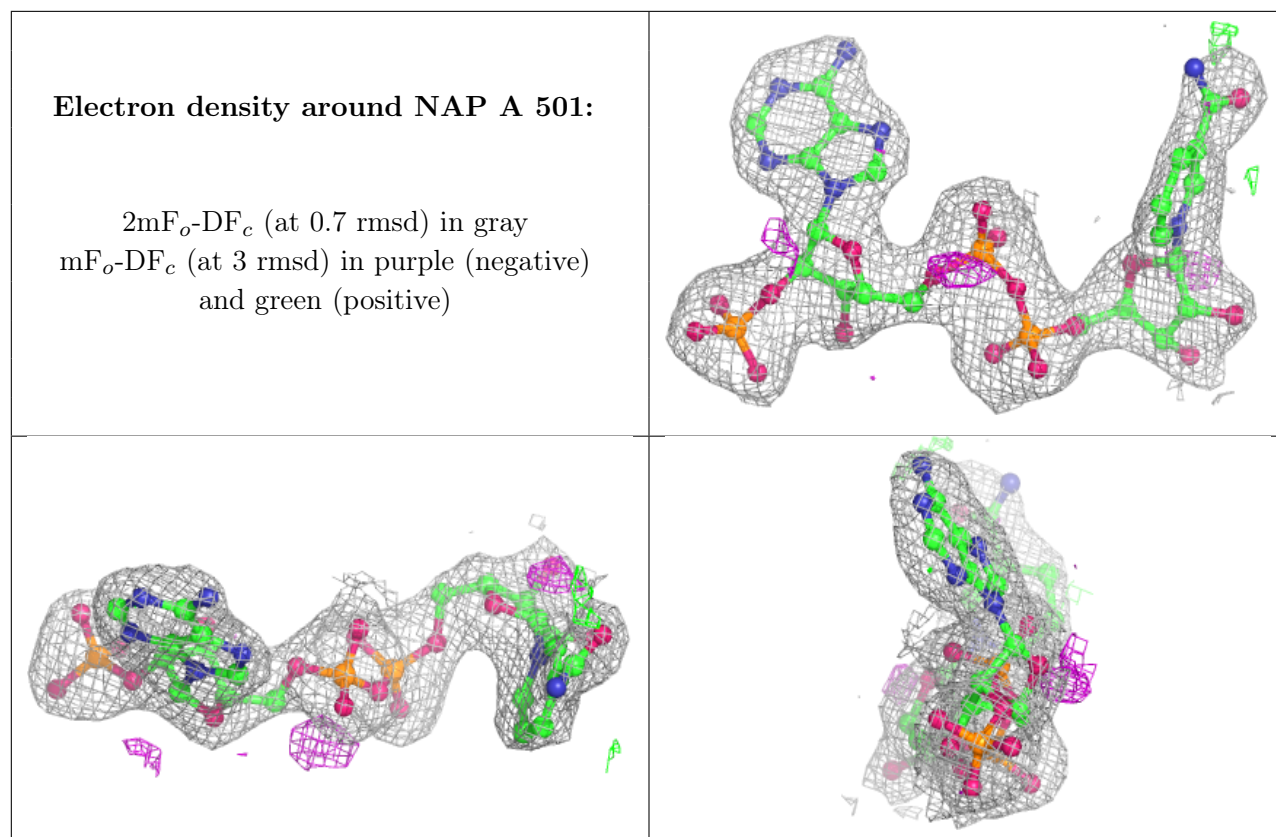 Electron density around NAP A 501:
2mFₒ-DF𝒸 (at 0.7 rmsd) in gray
mFₒ-DF𝒸 (at 3 rmsd) in purple (negative)
and green (positive)